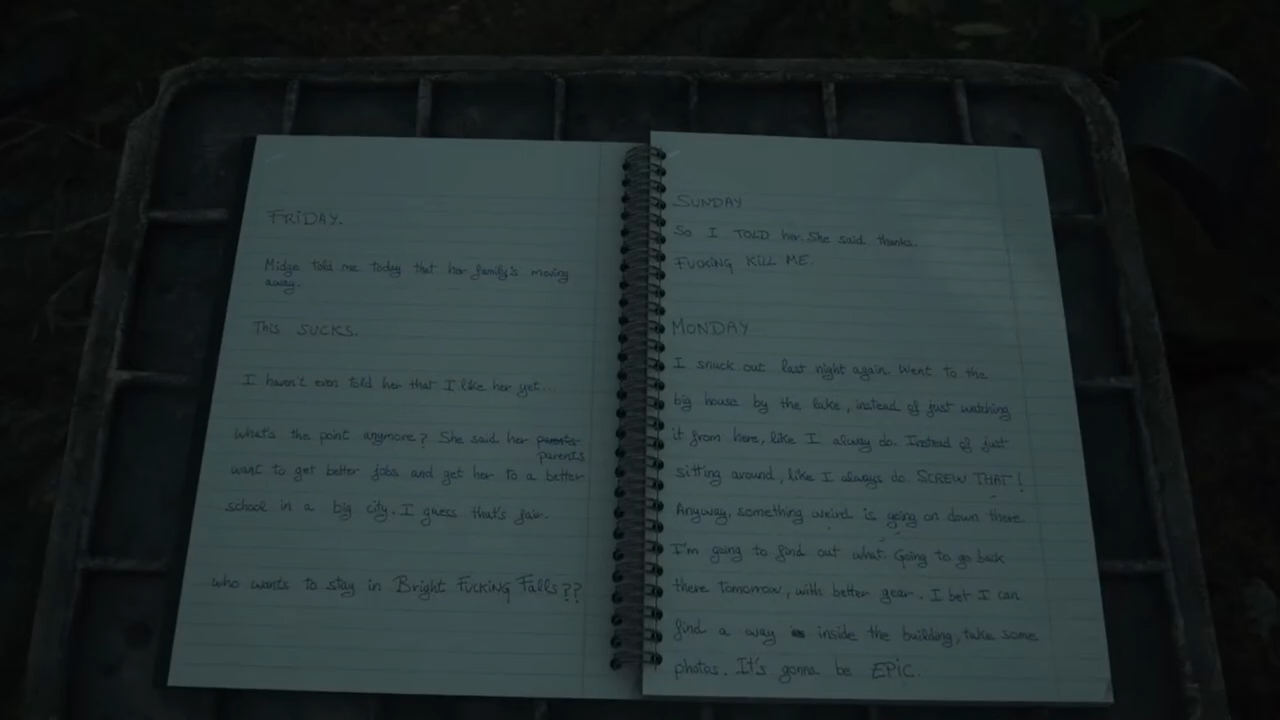 FRIDAY.
Midge told me today that her family's moving
away.
This SUCKS.
I haven't even told her that I like her yet...
what's the point anymore? She said her parents
parents
want to get better jobs and get her to a better
school in a big city. I guess that's fair.
who wants to stay in Bright FUCKING Falls??
SUNDAY
So I TOLD her. She said thanks.
FUCKING KILL ME.
MONDAY
I snuck out last night again. Went to the
big house by the lake, instead of just watching
it from here, like I always do. Instead of just
sitting around, like I always do. SCREW THAT!
Anyway, something weird is going on down there.
I'm going to find out what. Going to go back
there tomorrow, with better gear. I bet I can
find a way inside the building, take some
photos. It's gonna be EPIC.